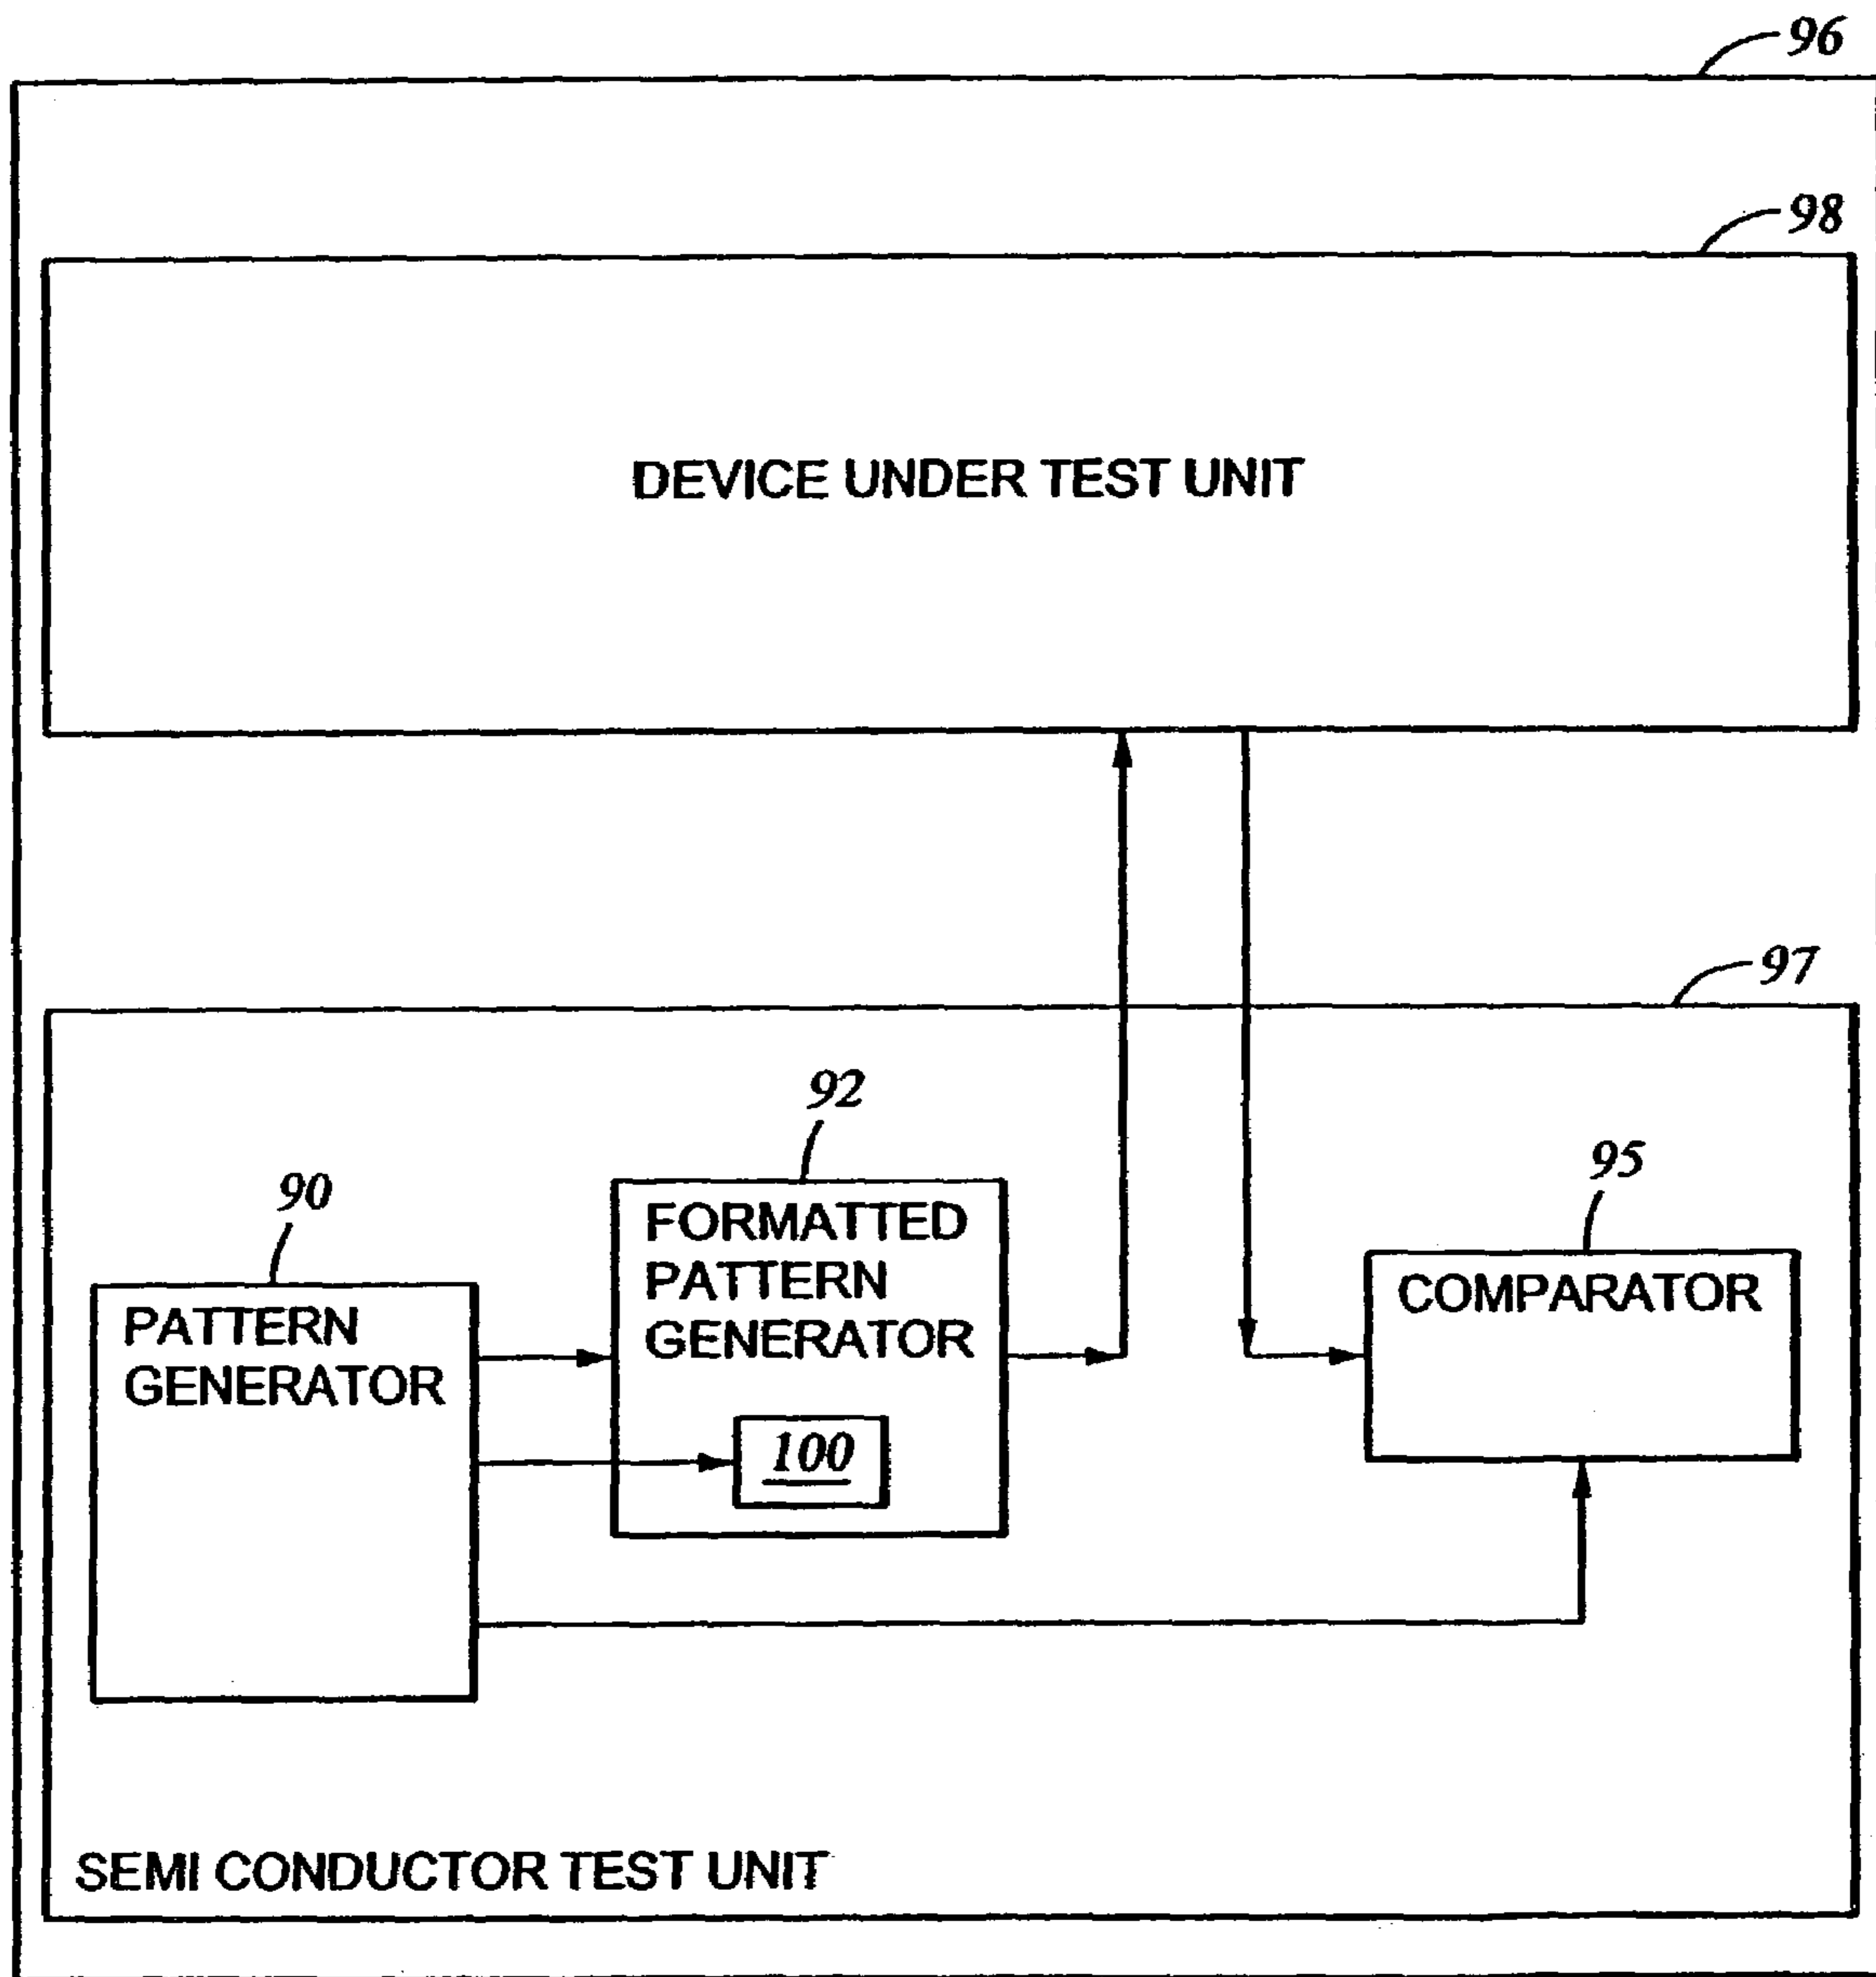 96
98
DEVICE UNDER TEST UNIT
97
92
90
95
FORMATTED
PATTERN
GENERATOR
PATTERN
GENERATOR
COMPARATOR
100
SEMI CONDUCTOR TEST UNIT